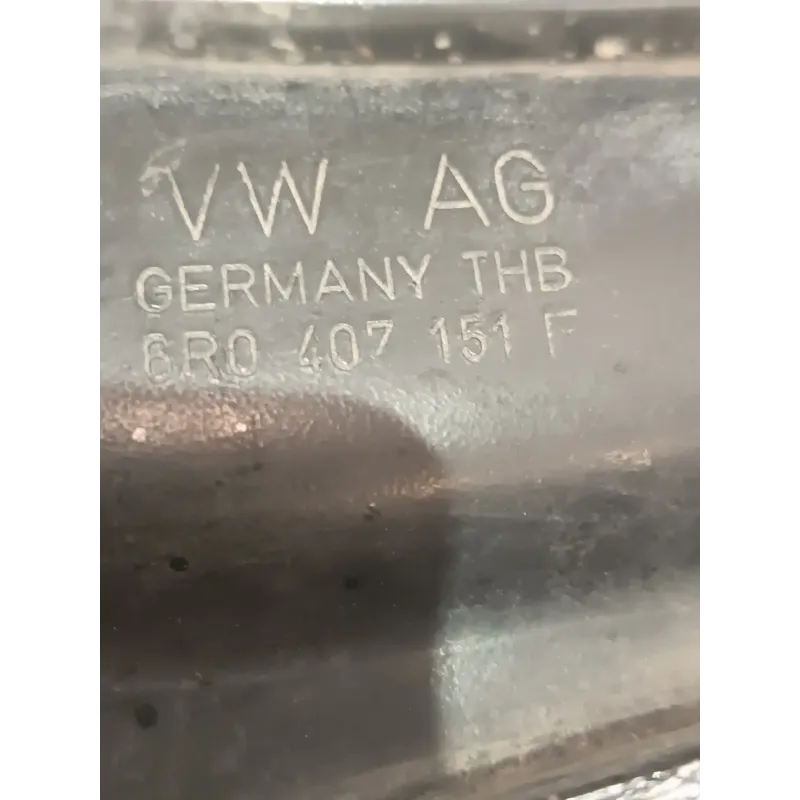 VW AG
GERMANY THB
6R0 407 151 F